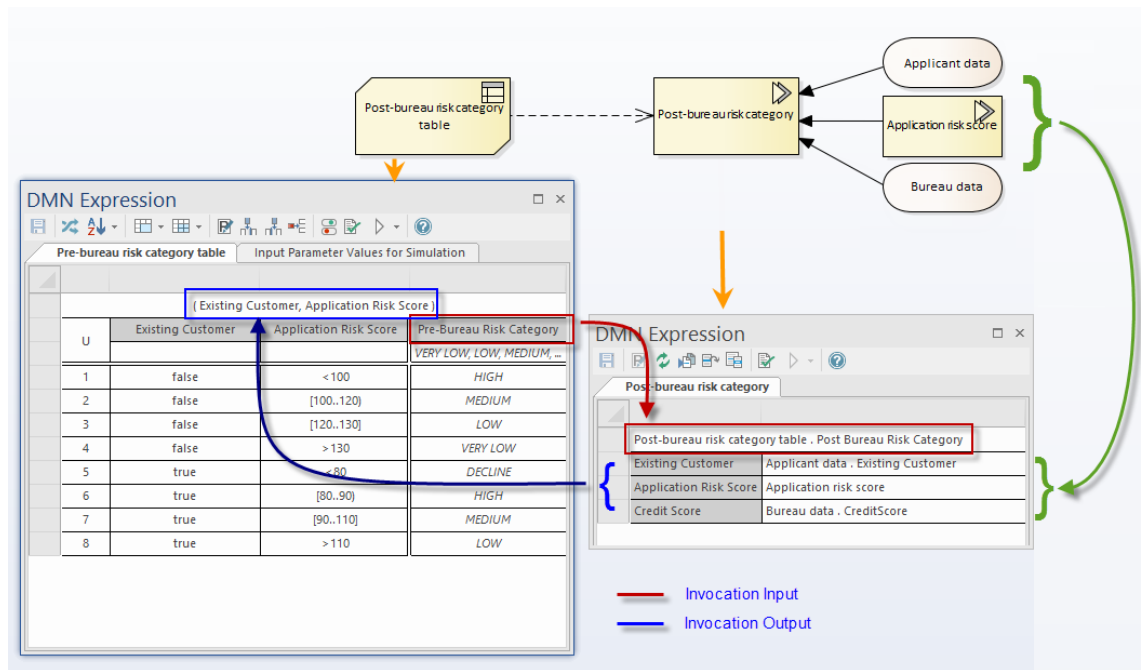 Applicant data
Post-bureau risk category
table
Post-bureau risk category
Application risk score
Bureau data
DMN Expression
Pre-bureau risk category table
Input Parameter Values for Simulation
( Existing Customer, Application Risk Score )
U
Existing Customer
Application Risk Score
Pre-Bureau Risk Category
VERY LOW, LOW, MEDIUM, ...
1 false <100 HIGH
2 false [100..120) MEDIUM
3 false [120..130] LOW
4 false >130 VERY LOW
5 true <80 DECLINE
6 true [80..90) HIGH
7 true [90..110] MEDIUM
8 true >110 LOW
DMN Expression
Post-bureau risk category
Post-bureau risk category table . Post Bureau Risk Category
Existing Customer Applicant data . Existing Customer
Application Risk Score Application risk score
Credit Score Bureau data . CreditScore
Invocation Input
Invocation Output